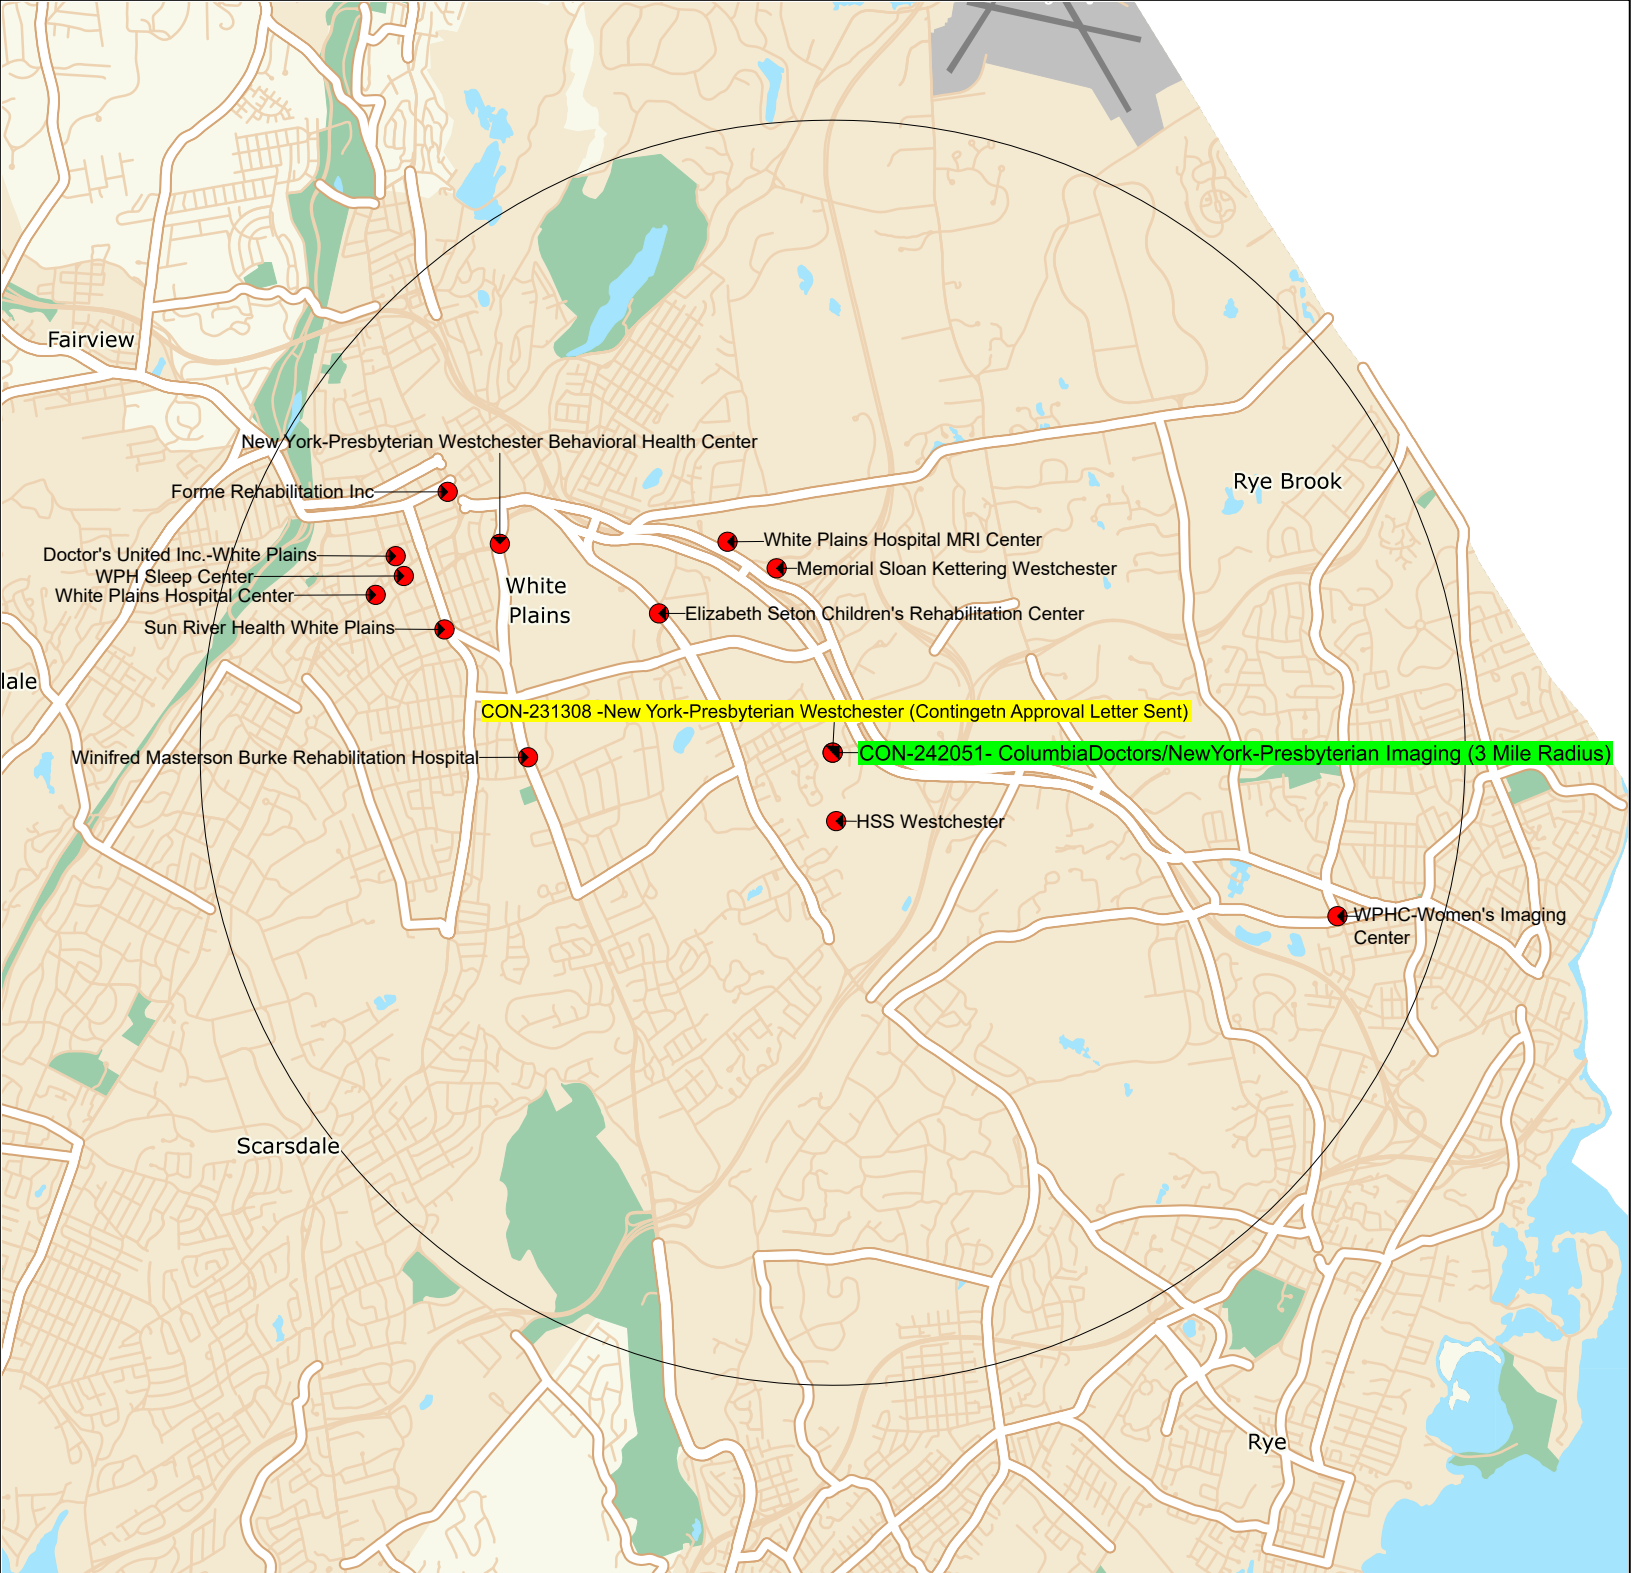 Fairview
New York-Presbyterian Westchester Behavioral Health Center
Rye Brook
Forme Rehabilitation Inc
White Plains Hospital MRI Center
Doctor's United Inc.-White Plains
Memorial Sloan Kettering Westchester
WPH Sleep Center
White
Plains
White Plains Hospital Center
Elizabeth Seton Children's Rehabilitation Center
Sun River Health White Plains
lale
CON-231308 -New York-Presbyterian Westchester (Contingetn Approval Letter Sent)
CON-242051- ColumbiaDoctors/NewYork-Presbyterian Imaging (3 Mile Radius)
Winifred Masterson Burke Rehabilitation Hospital
HSS Westchester
WPHC-Women's Imaging
Center
Scarsdale
Rye